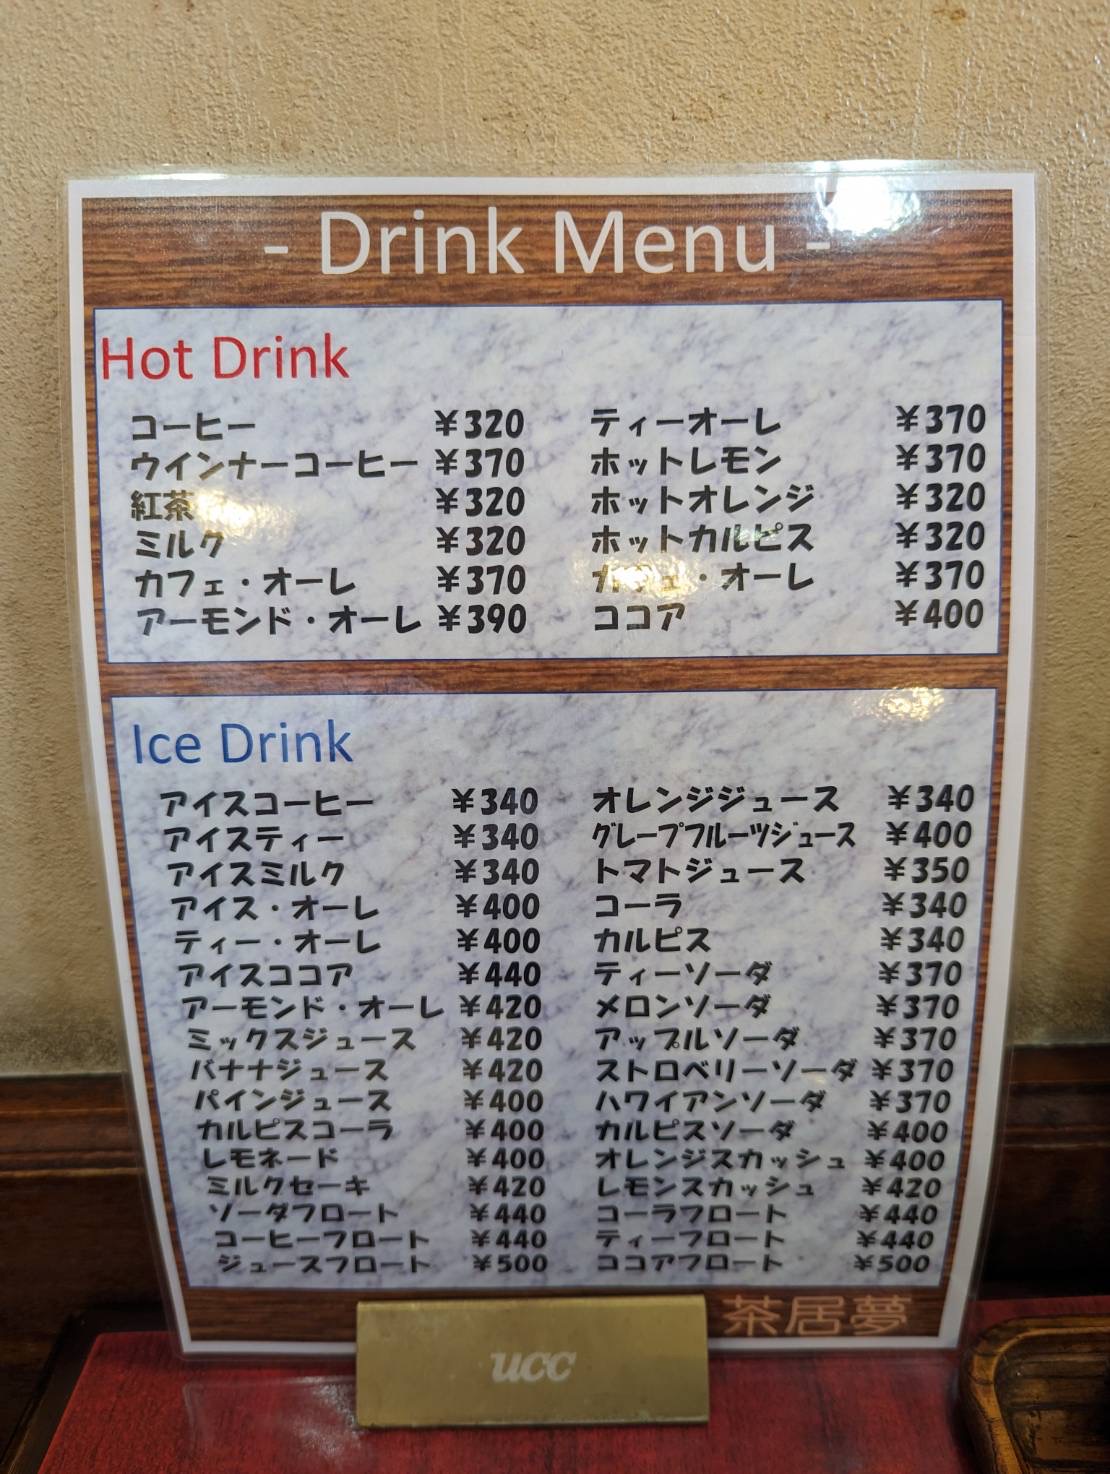 - Drink Menu -
Hot Drink
コーヒー ¥320
ウインナーコーヒー ¥370
紅茶 ¥320
ミルク ¥320
カフェ・オーレ ¥370
アーモンド・オーレ ¥390
ティーオーレ ¥370
ホットレモン ¥370
ホットオレンジ ¥320
ホットカルピス ¥320
カフェ・オーレ ¥370
ココア ¥400
Ice Drink
アイスコーヒー ¥340
アイスティー ¥340
アイスミルク ¥340
アイス・オーレ ¥400
ティー・オーレ ¥400
アイスココア ¥440
アーモンド・オーレ ¥420
ミックスジュース ¥420
バナナジュース ¥420
パインジュース ¥400
カルピスコーラ ¥400
レモネード ¥400
ミルクセーキ ¥420
ソーダフロート ¥440
コーヒーフロート ¥440
ジュースフロート ¥500
オレンジジュース ¥340
グレープフルーツジュース ¥400
トマトジュース ¥350
コーラ ¥340
カルピス ¥340
ティーソーダ ¥370
メロンソーダ ¥370
アップルソーダ ¥370
ストロベリーソーダ ¥370
ハワイアンソーダ ¥370
カルピスソーダ ¥400
オレンジスカッシュ ¥400
レモンスカッシュ ¥420
コーラフロート ¥440
ティーフロート ¥440
ココアフロート ¥500
茶居夢
ucc